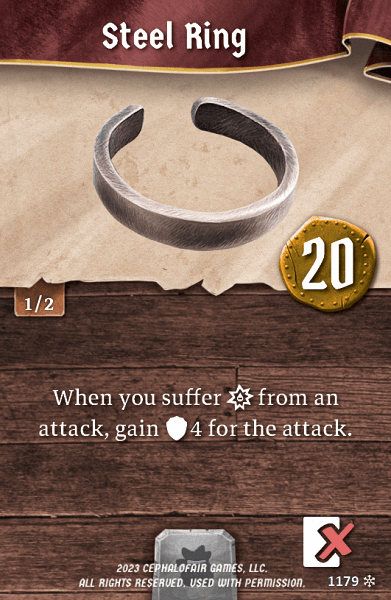 Steel Ring
20
1/2
When you suffer from an
attack, gain 4 for the attack.
2023 CEPHALOFAIR GAMES, LLC.
ALL RIGHTS RESERVED. USED WITH PERMISSION.
1179